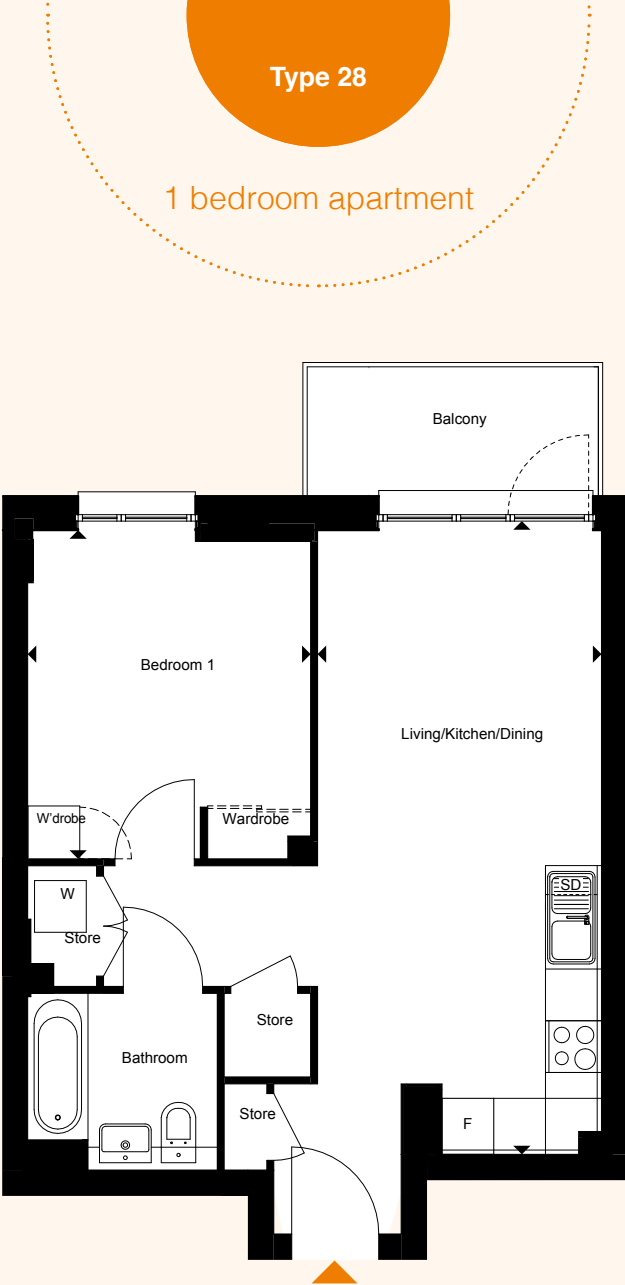 Type 28
1 bedroom apartment
Balcony
Bedroom 1
Living/Kitchen/Dining
W'drobe
Wardrobe
W
Store
SD
Store
Bathroom
Store
F